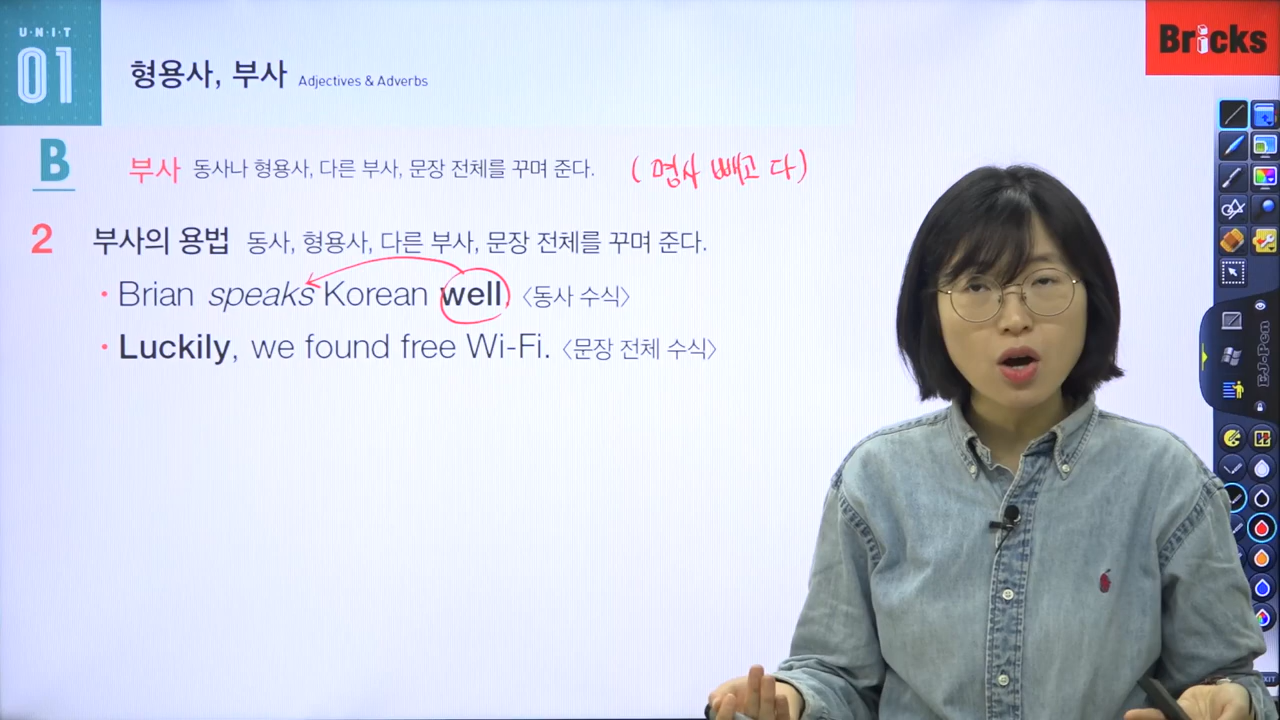 U·N·I·T
01
형용사, 부사 Adjectives & Adverbs
Bricks
B
부사 동사나 형용사, 다른 부사, 문장 전체를 꾸며 준다. (명사 빼고 다)
2 부사의 용법 동사, 형용사, 다른 부사, 문장 전체를 꾸며 준다.
• Brian speaks Korean well. 〈동사 수식〉
• Luckily, we found free Wi-Fi. 〈문장 전체 수식〉
EJ-Pen
EXIT